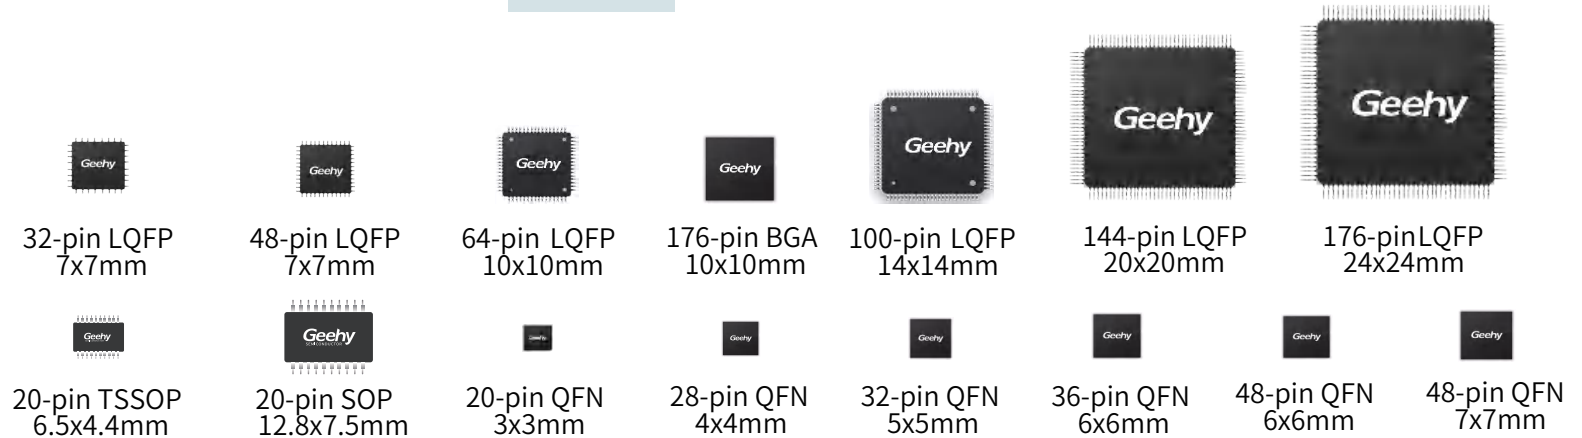 Geehy
Geehy
Geehy
Geehy
Geehy
Geehy
Geehy
32-pin LQFP
7x7mm
48-pin LQFP
7x7mm
64-pin LQFP
10x10mm
176-pin BGA
10x10mm
100-pin LQFP
14x14mm
144-pin LQFP
20x20mm
176-pinLQFP
24x24mm
Geehy
Geehy
SEMICONDUCTOR
Geehy
Geehy
Geehy
Geehy
Geehy
20-pin TSSOP
6.5x4.4mm
20-pin SOP
12.8x7.5mm
20-pin QFN
3x3mm
28-pin QFN
4x4mm
32-pin QFN
5x5mm
36-pin QFN
6x6mm
48-pin QFN
6x6mm
48-pin QFN
7x7mm